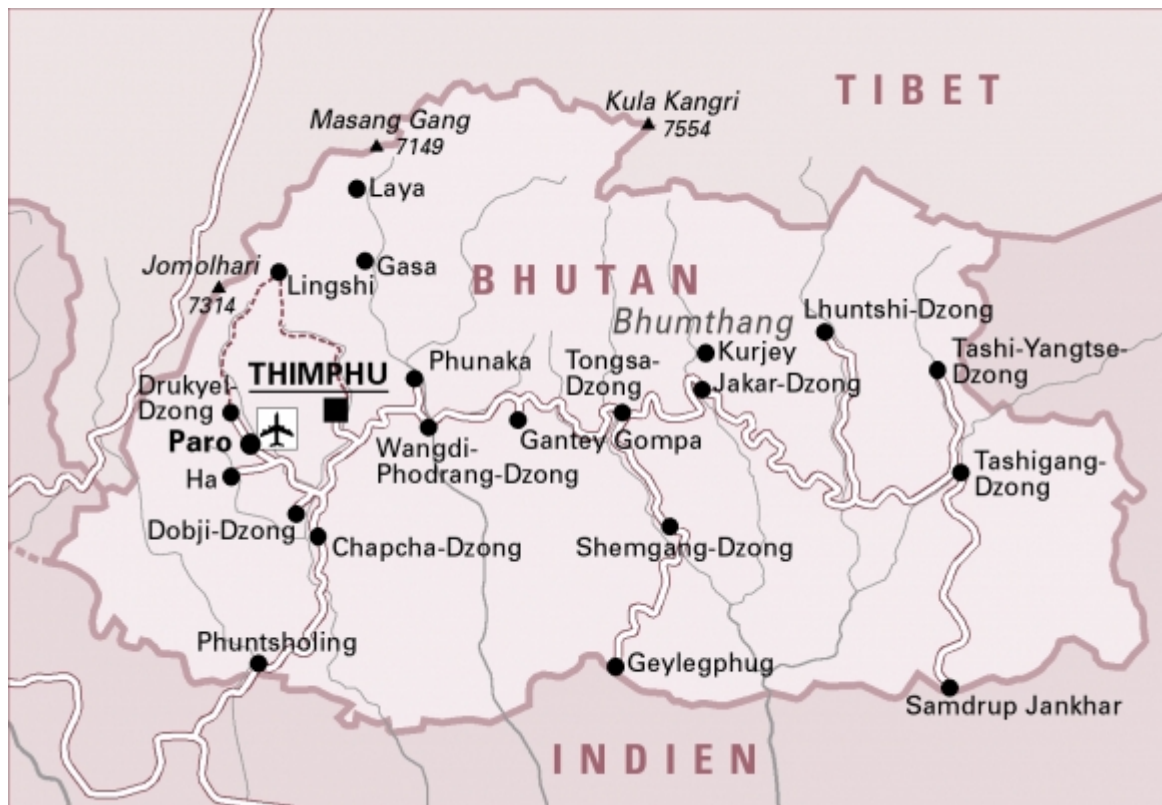 TIBET
Kula Kangri
7554
Masang Gang
7149
Laya
Gasa
Jomolhari
7314
Lingshi
BHUTAN
Bhumthang
Lhuntshi-Dzong
Kurjey
Tashi-Yangtse-
Dzong
Phunaka
Tongsa-
Dzong
Jakar-Dzong
THIMPHU
Drukyel-
Dzong
Paro
Gantey Gompa
Wangdi-
Phodrang-Dzong
Ha
Tashigang-
Dzong
Dobji-Dzong
Chapcha-Dzong
Shemgang-Dzong
Phuntsholing
Geylegphug
Samdrup Jankhar
INDIEN